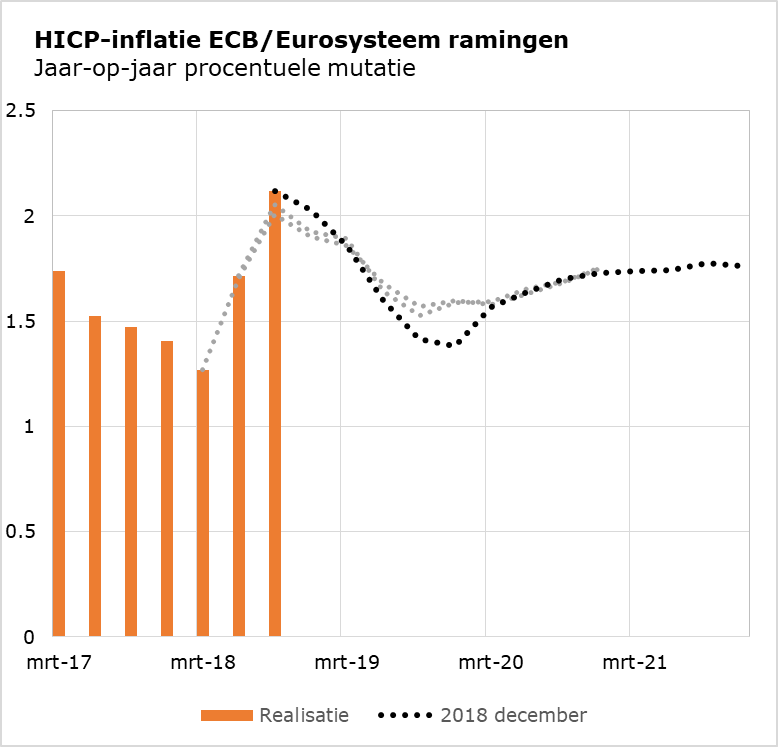 HICP-inflatie ECB/Eurosysteem ramingen
Jaar-op-jaar procentuele mutatie
2.5
2
1.5
1
0.5
0
mrt-17 mrt-18 mrt-19 mrt-20 mrt-21
Realisatie 2018 december